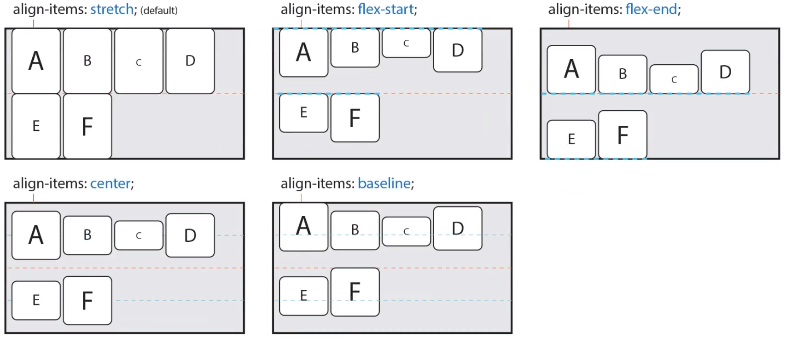 align-items: stretch; (default)
A B c D
E F
align-items: flex-start;
A B c D
E F
align-items: flex-end;
A B c D
E F
align-items: center;
A B c D
E F
align-items: baseline;
A B c D
E F